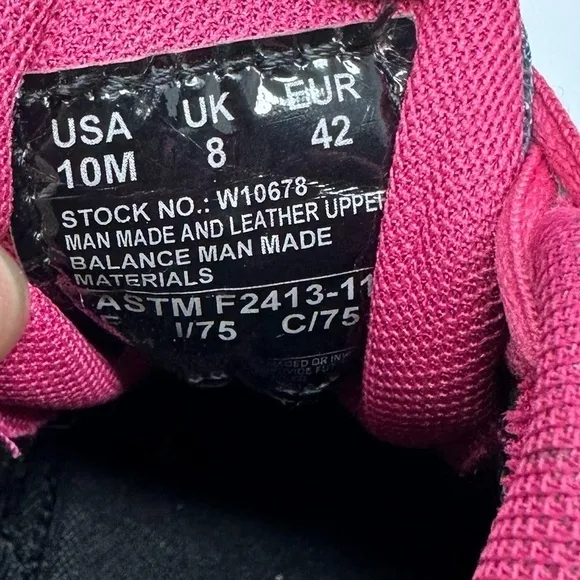 USA UK EUR
10M 8 42
STOCK NO.: W10678
MAN MADE AND LEATHER UPPER
BALANCE MAN MADE
MATERIALS
ASTM F2413-11
F I/75 C/75